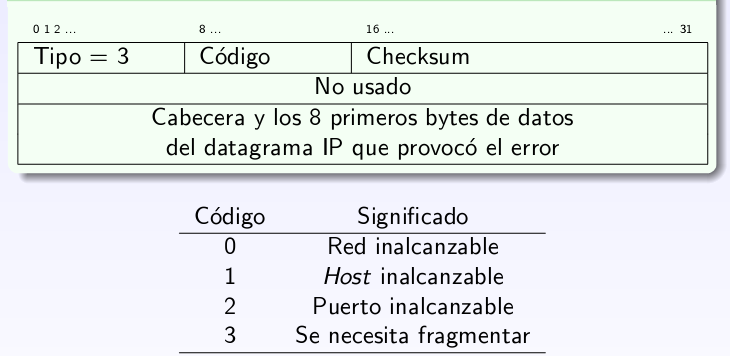 0 1 2 ... 8 ... 16 ... ... 31
Tipo = 3 Código Checksum
No usado
Cabecera y los 8 primeros bytes de datos
del datagrama IP que provocó el error
Código Significado
0 Red inalcanzable
1 Host inalcanzable
2 Puerto inalcanzable
3 Se necesita fragmentar